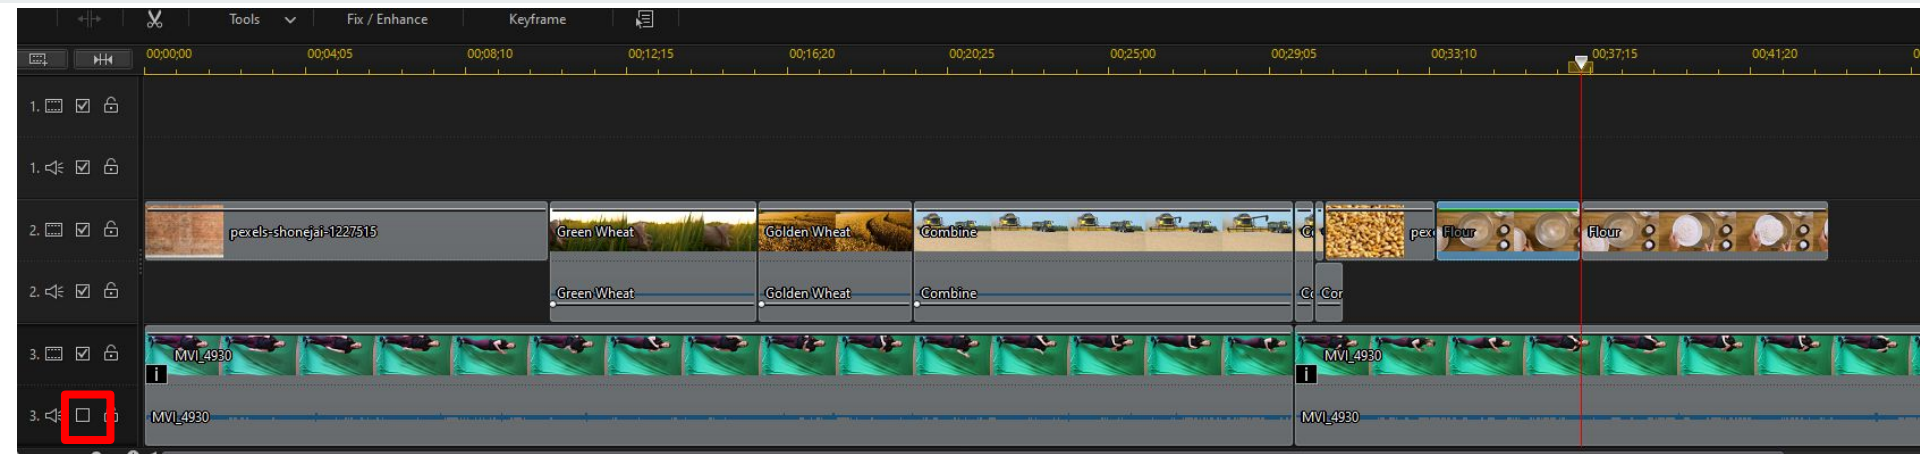 Tools Fix / Enhance Keyframe
00;00;00 00;04;05 00;08;10 00;12;15 00;16;20 00;20;25 00;25;00 00;29;05 00;33;10 00;37;15 00;41;20
1.
1.
2. pexels-shonejai-1227515 Green Wheat Golden Wheat Combine pex Flour Flour
2. Green Wheat Golden Wheat Combine Co Cor
3. MVI_4930 MVI_4930
i i
3. MVI_4930 MVI_4930